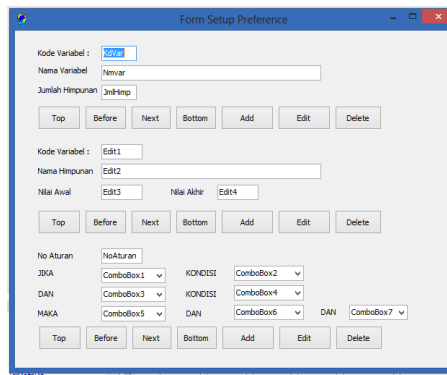 Form Setup Preference
Kode Variabel : KdVar
Nama Variabel Nmvar
Jumlah Himpunan JmlHimp
Top Before Next Bottom Add Edit Delete
Kode Variabel : Edit1
Nama Himpunan Edit2
Nilai Awal Edit3 Nilai Akhir Edit4
Top Before Next Bottom Add Edit Delete
No Aturan NoAturan
JIKA ComboBox1 KONDISI ComboBox2
DAN ComboBox3 KONDISI ComboBox4
MAKA ComboBox5 DAN ComboBox6 DAN ComboBox7
Top Before Next Bottom Add Edit Delete